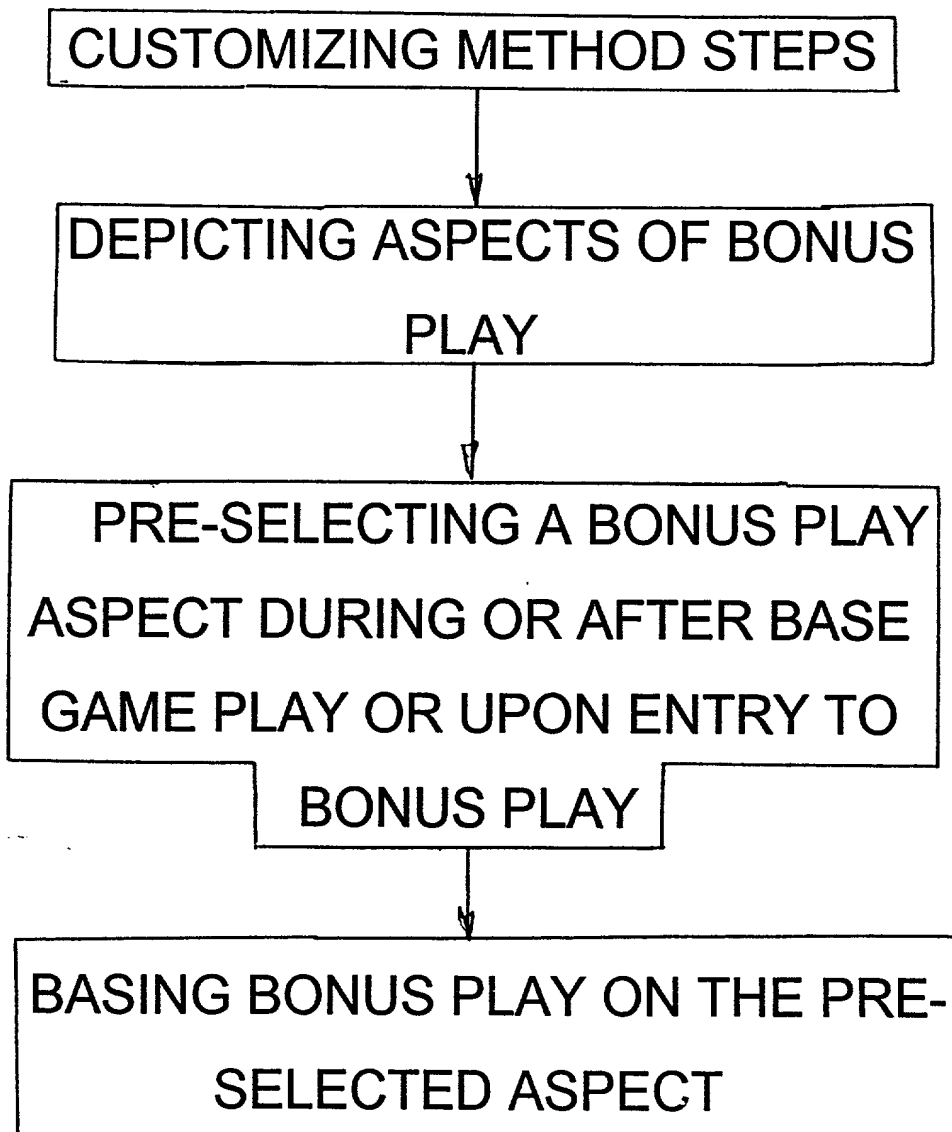 CUSTOMIZING METHOD STEPS
DEPICTING ASPECTS OF BONUS
PLAY
PRE-SELECTING A BONUS PLAY
ASPECT DURING OR AFTER BASE
GAME PLAY OR UPON ENTRY TO
BONUS PLAY
BASING BONUS PLAY ON THE PRE-
SELECTED ASPECT